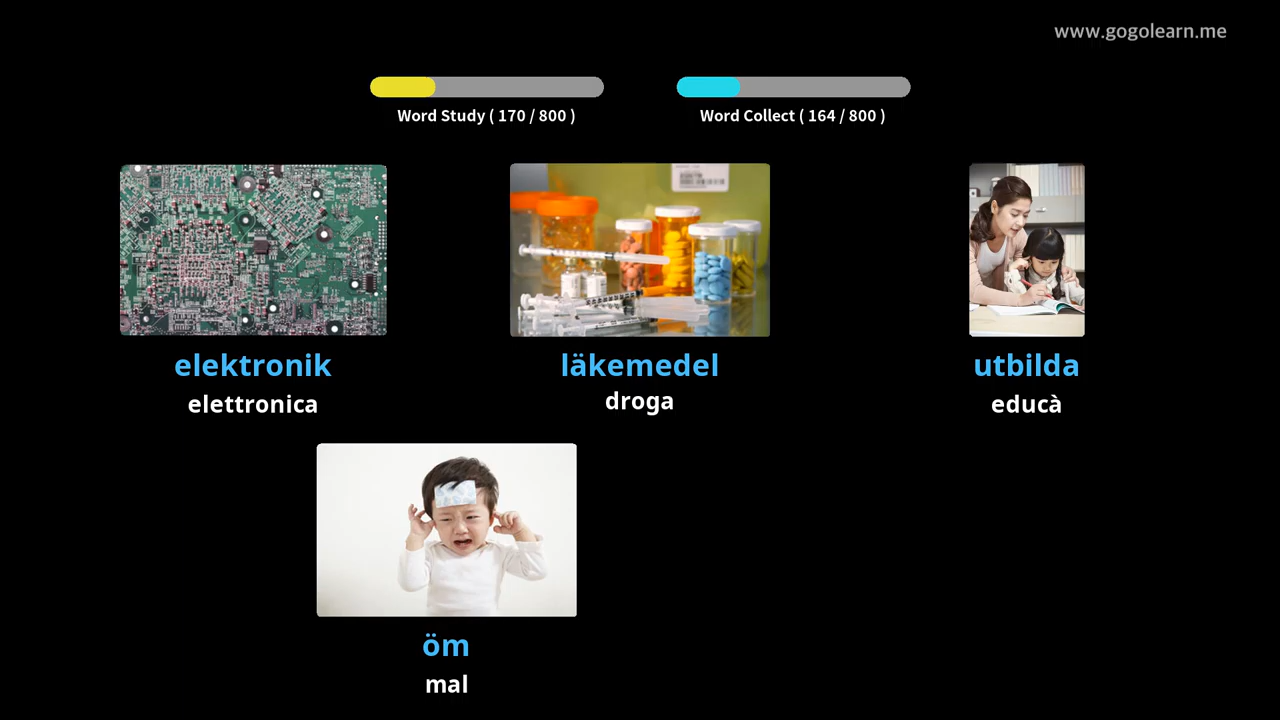 www.gogolearn.me
Word Study ( 170 / 800 )
Word Collect ( 164 / 800 )
elektronik
elettronica
läkemedel
droga
utbilda
educà
öm
mal